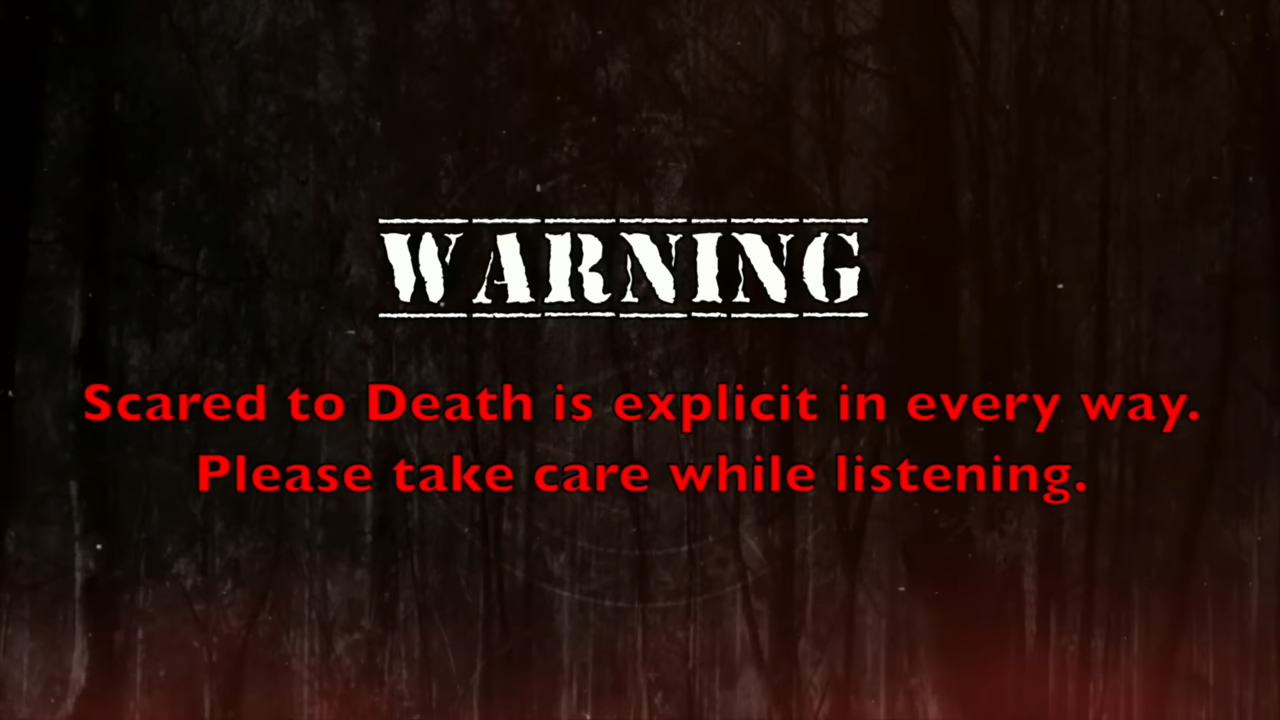 WARNING
Scared to Death is explicit in every way.
Please take care while listening.